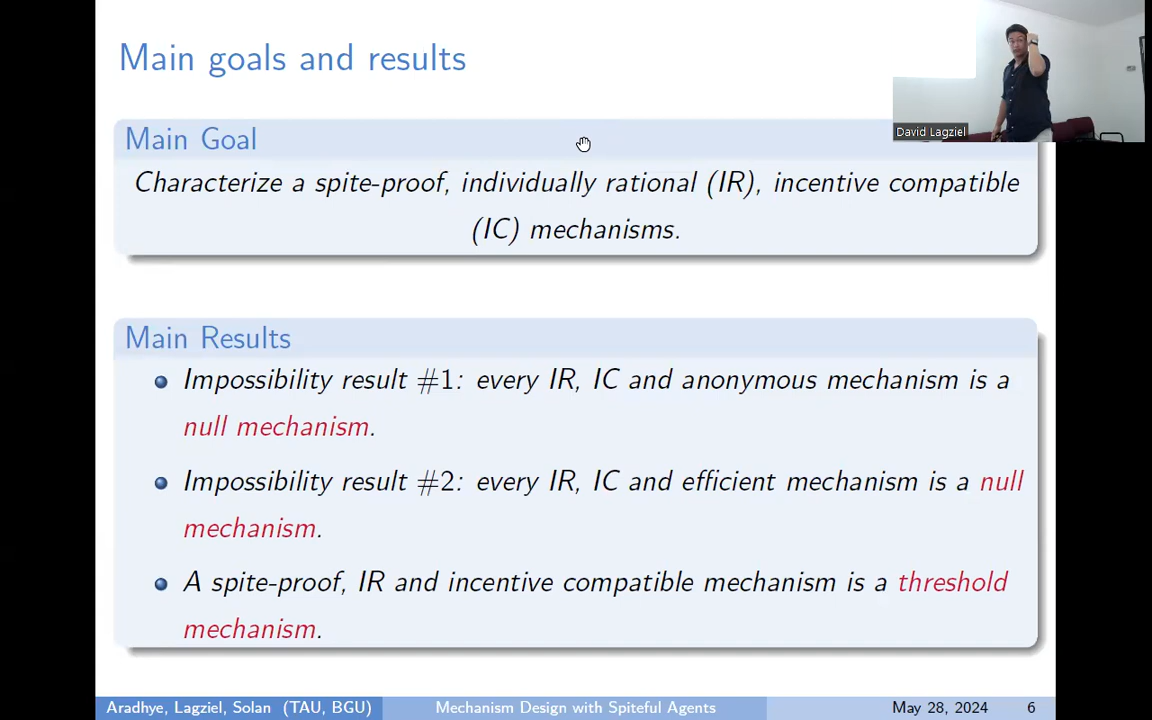 Main goals and results
David Lagziel
Main Goal
Characterize a spite-proof, individually rational (IR), incentive compatible
(IC) mechanisms.
Main Results
Impossibility result #1: every IR, IC and anonymous mechanism is a
null mechanism.
Impossibility result #2: every IR, IC and efficient mechanism is a null
mechanism.
A spite-proof, IR and incentive compatible mechanism is a threshold
mechanism.
Aradhye, Lagziel, Solan (TAU, BGU) Mechanism Design with Spiteful Agents May 28, 2024 6